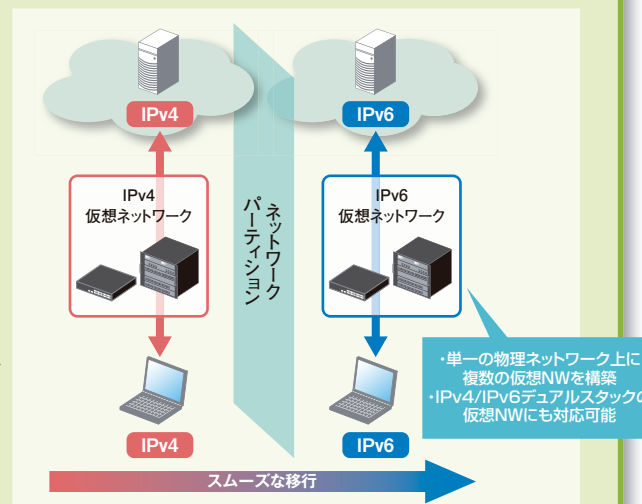 IPv4
IPv6
IPv4
仮想ネットワーク
ネットワーク
パーティション
IPv6
仮想ネットワーク
・単一の物理ネットワーク上に
複数の仮想NWを構築
・IPv4/IPv6デュアルスタックの
仮想NWにも対応可能
IPv4
IPv6
スムーズな移行